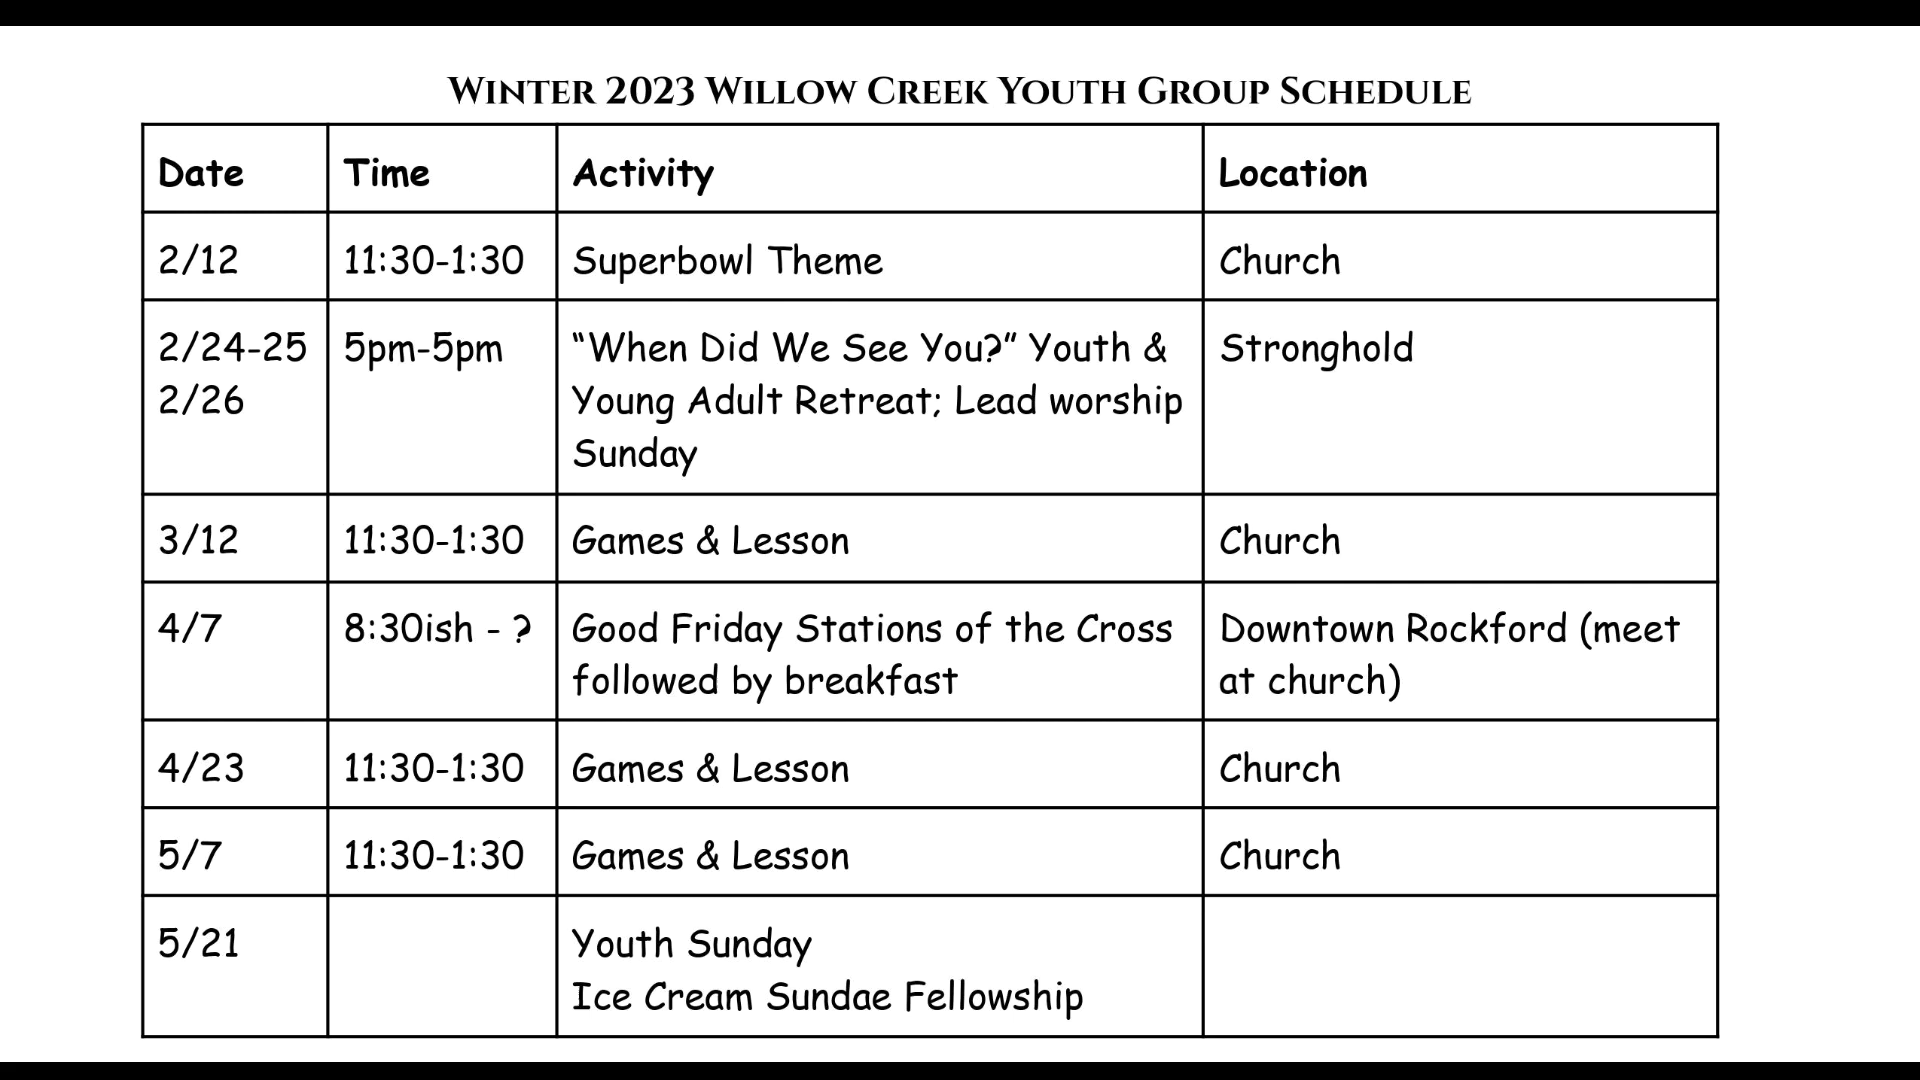 Winter 2023 Willow Creek Youth Group Schedule
Date Time Activity Location
2/12 11:30-1:30 Superbowl Theme Church
2/24-25 5pm-5pm “When Did We See You?” Youth & Stronghold
2/26 Young Adult Retreat; Lead worship
Sunday
3/12 11:30-1:30 Games & Lesson Church
4/7 8:30ish - ? Good Friday Stations of the Cross Downtown Rockford (meet
followed by breakfast at church)
4/23 11:30-1:30 Games & Lesson Church
5/7 11:30-1:30 Games & Lesson Church
5/21 Youth Sunday
Ice Cream Sundae Fellowship